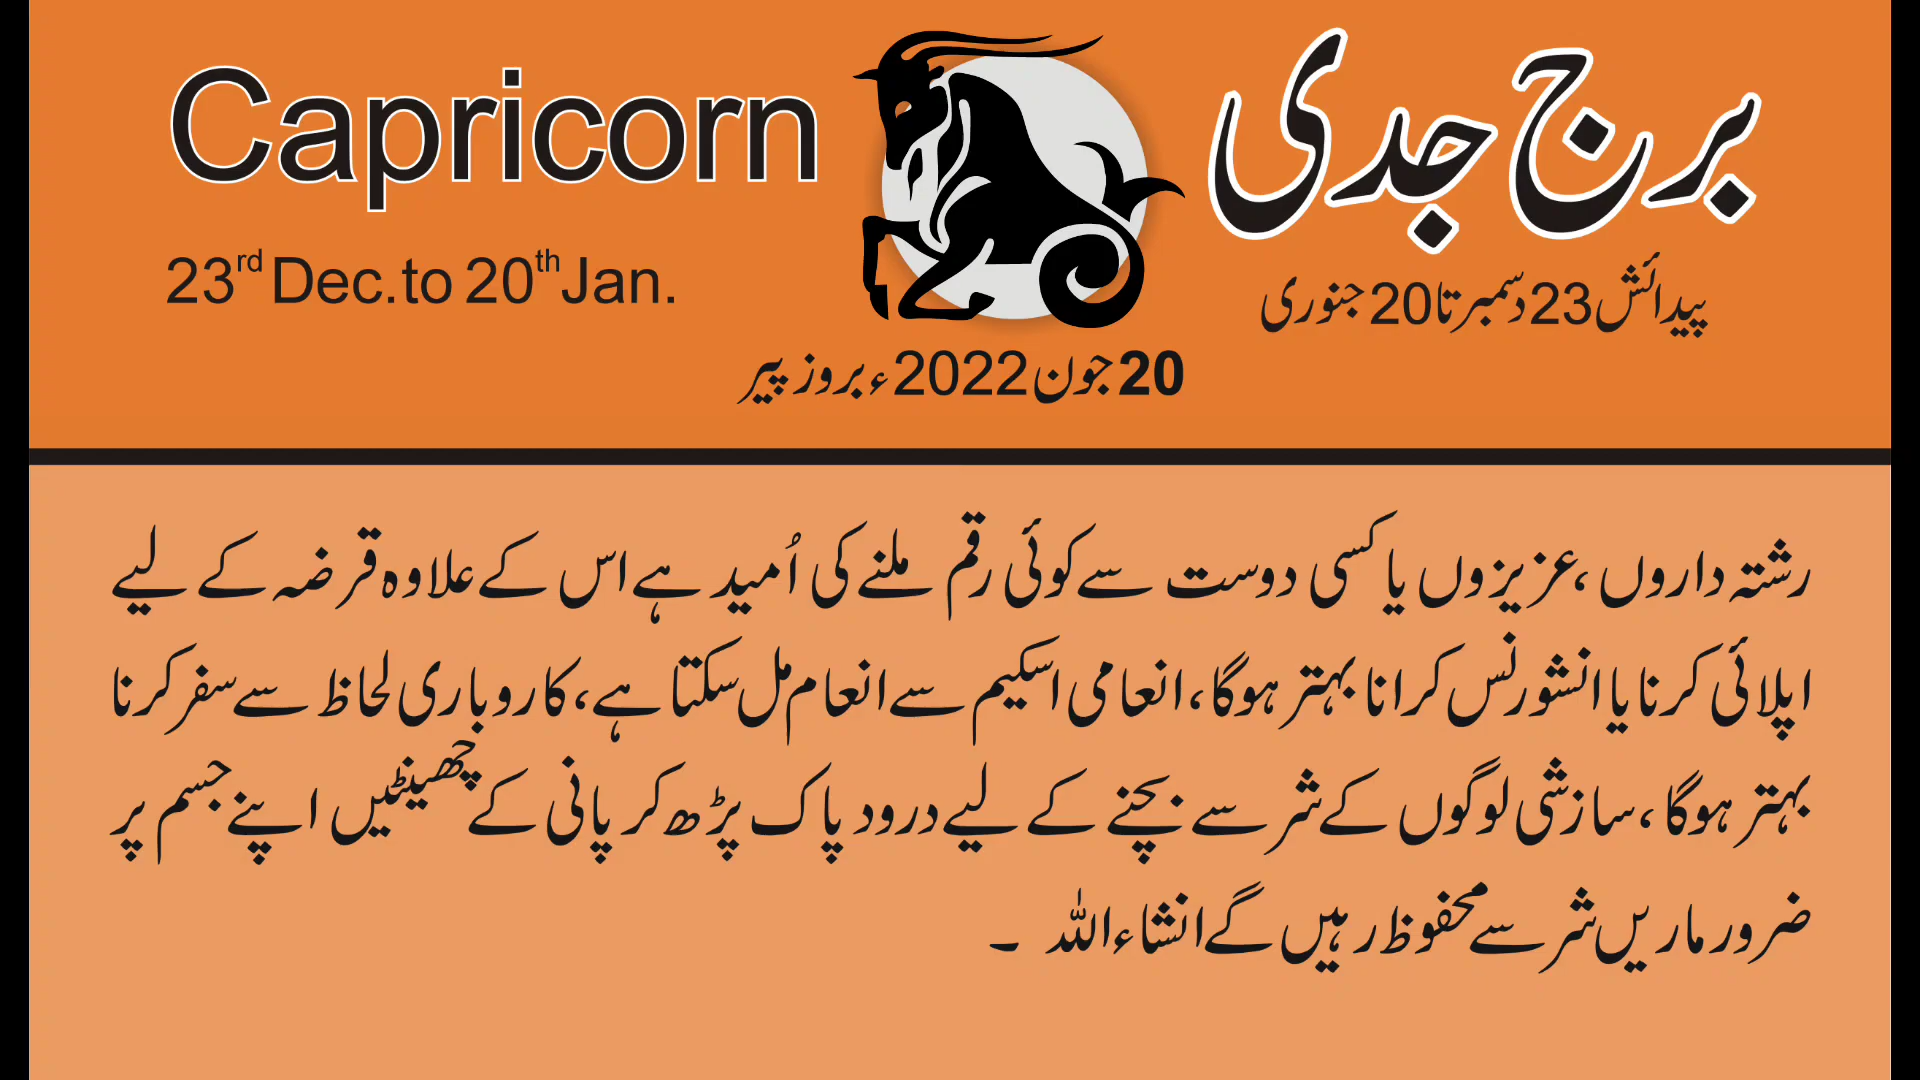 Capricorn
برج جدی
23rd Dec. to 20th Jan.
پیدائش 23 دسمبر تا 20 جنوری
20 جون 2022ء بروز پیر
رشتہ داروں ،عزیزوں یا کسی دوست سے کوئی رقم ملنے کی اُمید ہے اس کے علاوہ قرضہ کے لیے
اپلائی کرنا یا انشورنس کرانا بہتر ہوگا، انعامی اسکیم سے انعام مل سکتا ہے، کاروباری لحاظ سے سفر کرنا
بہتر ہوگا ،سازشی لوگوں کے شر سے بچنے کے لیے درود پاک پڑھ کر پانی کے چھینٹیں اپنے جسم پر
ضرور ماریں شر سے محفوظ رہیں گے انشاء اللہ ۔